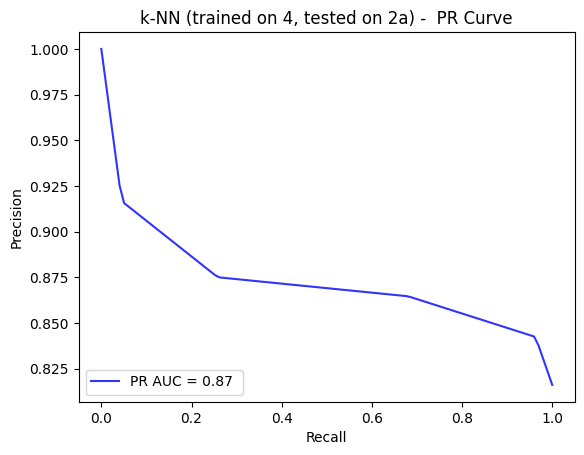 k-NN (trained on 4, tested on 2a) -  PR Curve
1.000
0.975
0.950
0.925
0.900
0.875
0.850
0.825
Precision
PR AUC = 0.87
0.0 0.2 0.4 0.6 0.8 1.0
Recall